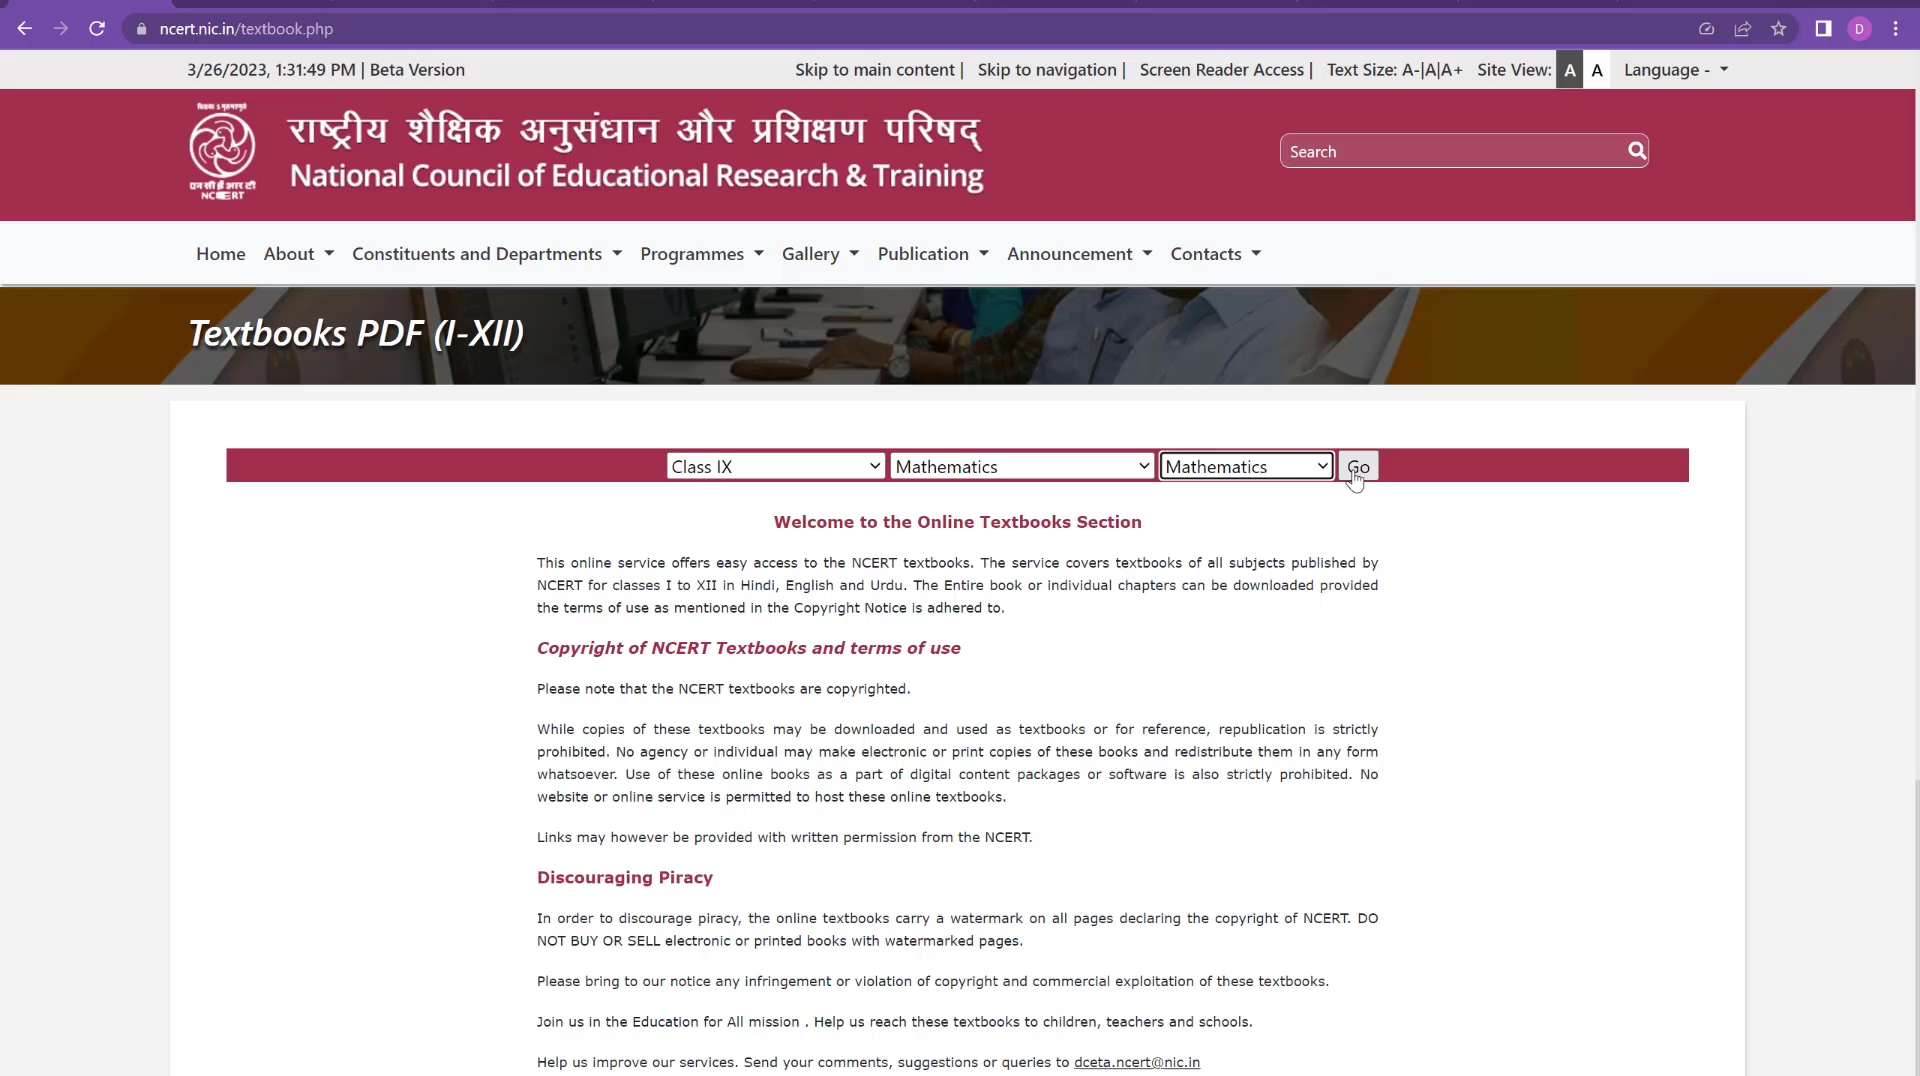 ncert.nic.in/textbook.php
D
3/26/2023, 1:31:49 PM | Beta Version
Skip to main content | Skip to navigation | Screen Reader Access | Text Size: A-|A|A+ Site View: A A Language -
राष्ट्रीय शैक्षिक अनुसंधान और प्रशिक्षण परिषद्
National Council of Educational Research & Training
एन सी ई आर टी
NCERT
Search
Home About Constituents and Departments Programmes Gallery Publication Announcement Contacts
Textbooks PDF (I-XII)
Class IX Mathematics Mathematics Go
Welcome to the Online Textbooks Section
This online service offers easy access to the NCERT textbooks. The service covers textbooks of all subjects published by
NCERT for classes I to XII in Hindi, English and Urdu. The Entire book or individual chapters can be downloaded provided
the terms of use as mentioned in the Copyright Notice is adhered to.
Copyright of NCERT Textbooks and terms of use
Please note that the NCERT textbooks are copyrighted.
While copies of these textbooks may be downloaded and used as textbooks or for reference, republication is strictly
prohibited. No agency or individual may make electronic or print copies of these books and redistribute them in any form
whatsoever. Use of these online books as a part of digital content packages or software is also strictly prohibited. No
website or online service is permitted to host these online textbooks.
Links may however be provided with written permission from the NCERT.
Discouraging Piracy
In order to discourage piracy, the online textbooks carry a watermark on all pages declaring the copyright of NCERT. DO
NOT BUY OR SELL electronic or printed books with watermarked pages.
Please bring to our notice any infringement or violation of copyright and commercial exploitation of these textbooks.
Join us in the Education for All mission . Help us reach these textbooks to children, teachers and schools.
Help us improve our services. Send your comments, suggestions or queries to dceta.ncert@nic.in